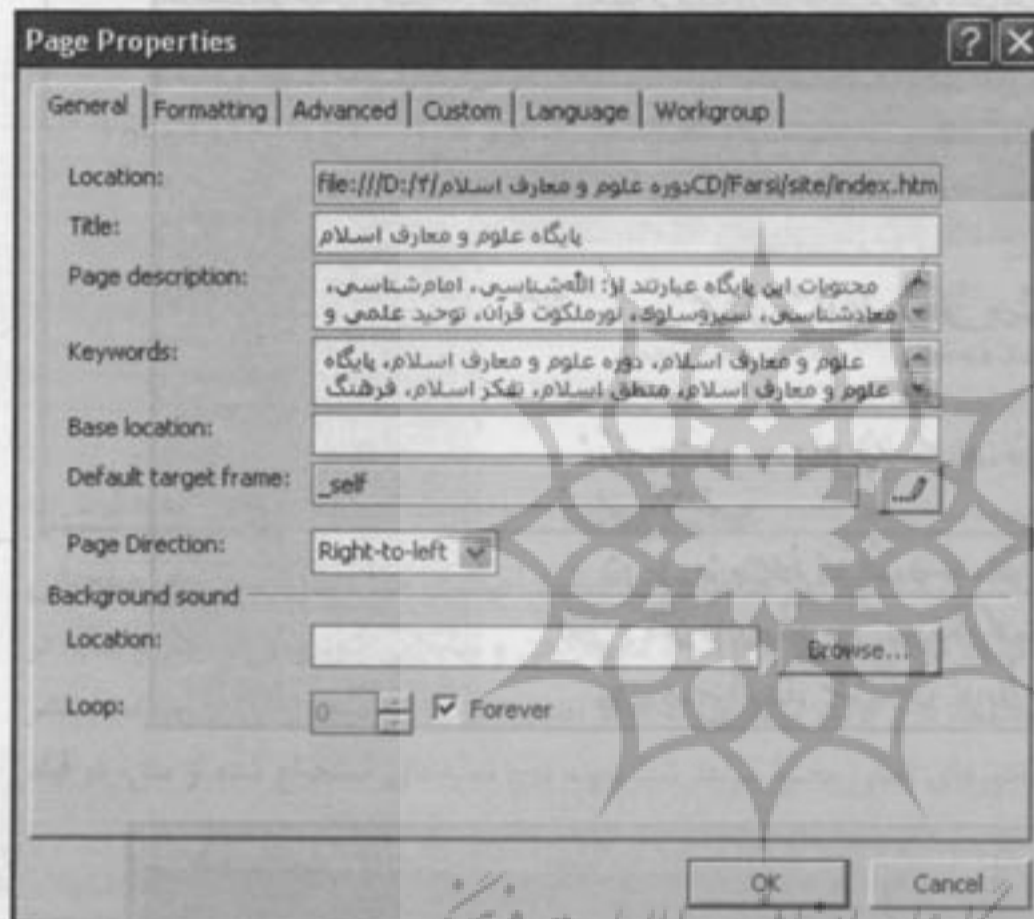 Page Properties
General Formatting Advanced Custom Language Workgroup
Location: file:///D:/۴/دوره علوم و معارف اسلامCD/Farsi/site/index.htm
Title: پایگاه علوم و معارف اسلام
Page description: محتویات این پایگاه عبارتند از: الله‌شناسی، امام‌شناسی،
معادشناسی، سیروسلوک، نورملکوت قرآن، توحید علمی و
Keywords: علوم و معارف اسلام، دوره علوم و معارف اسلام، پایگاه
علوم و معارف اسلام، منطق اسلام، تفکر اسلام، فرهنگ
Base location:
Default target frame: _self
Page Direction: Right-to-left
Background sound
Location: Browse...
Loop: 0 Forever
OK Cancel